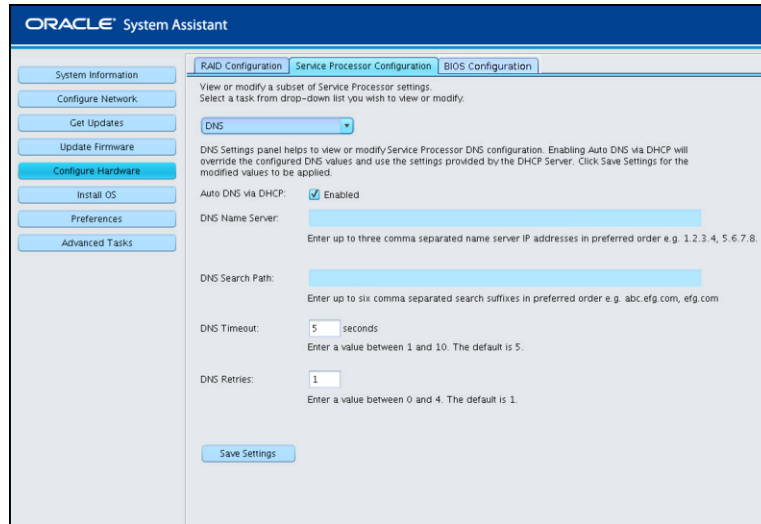 ORACLE® System Assistant
System Information
Configure Network
Get Updates
Update Firmware
Configure Hardware
Install OS
Preferences
Advanced Tasks
RAID Configuration
Service Processor Configuration
BIOS Configuration
View or modify a subset of Service Processor settings.
Select a task from drop-down list you wish to view or modify.
DNS
DNS Settings panel helps to view or modify Service Processor DNS configuration. Enabling Auto DNS via DHCP will
override the configured DNS values and use the settings provided by the DHCP Server. Click Save Settings for the
modified values to be applied.
Auto DNS via DHCP: Enabled
DNS Name Server:
Enter up to three comma separated name server IP addresses in preferred order e.g. 1.2.3.4, 5.6.7.8.
DNS Search Path:
Enter up to six comma separated search suffixes in preferred order e.g. abc.efg.com, efg.com
DNS Timeout: 5 seconds
Enter a value between 1 and 10. The default is 5.
DNS Retries: 1
Enter a value between 0 and 4. The default is 1.
Save Settings